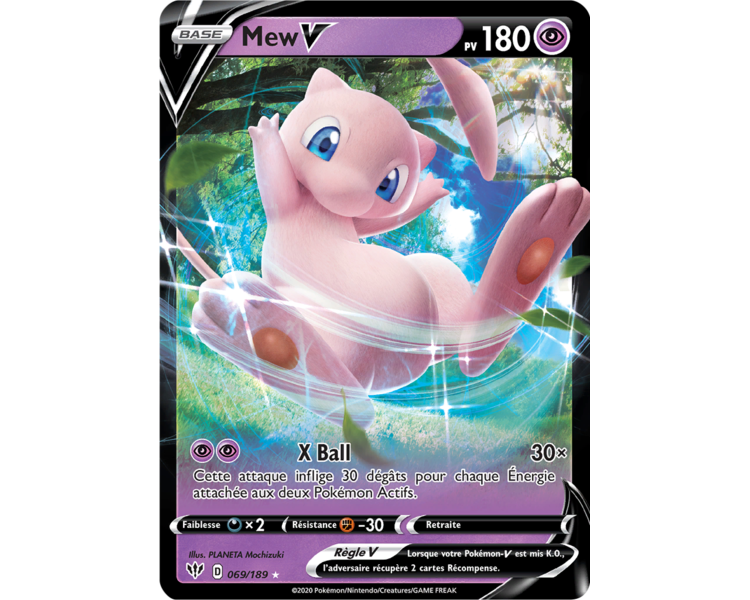 BASE Mew V PV 180
X Ball 30×
Cette attaque inflige 30 dégâts pour chaque Énergie
attachée aux deux Pokémon Actifs.
Faiblesse ×2 Résistance -30 Retraite
Illus. PLANETA Mochizuki
Règle V Lorsque votre Pokémon-V est mis K.O.,
l'adversaire récupère 2 cartes Récompense.
D 069/189
©2020 Pokémon/Nintendo/Creatures/GAME FREAK